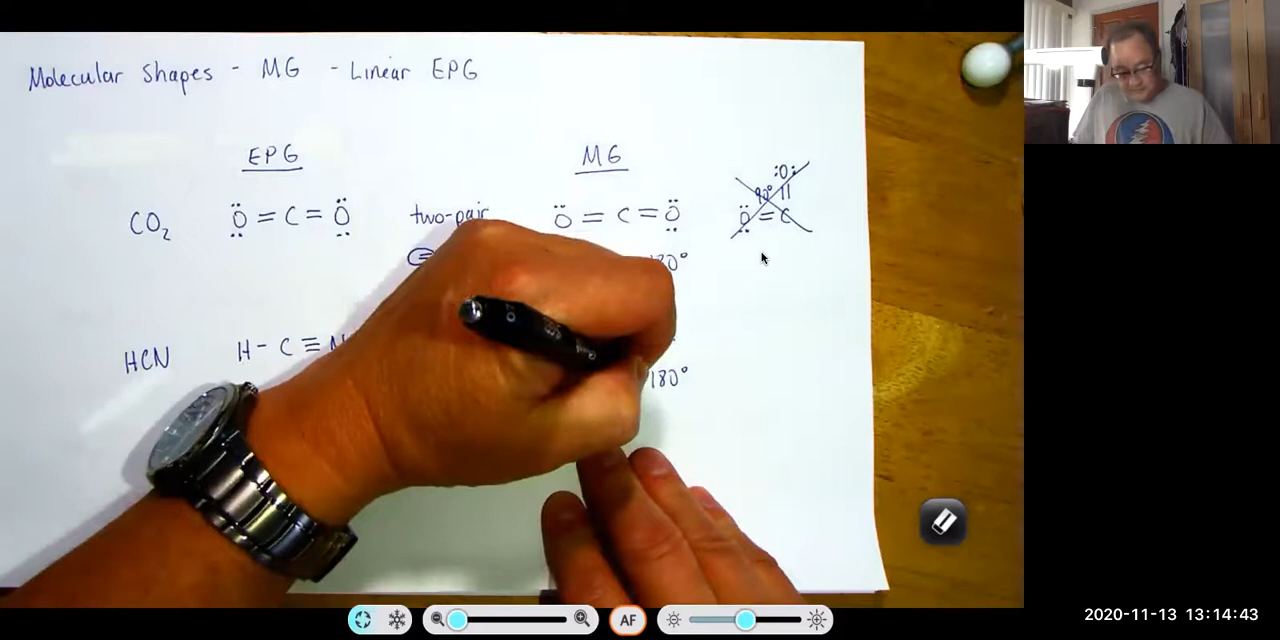 Molecular Shapes - MG - Linear EPG
EPG
MG
:O:
90° ||
CO₂
Ö = C = Ö
two-pair
Ö = C = Ö
Ö = C
HCN
H - C ≡ N
180°
AF
2020-11-13 13:14:43